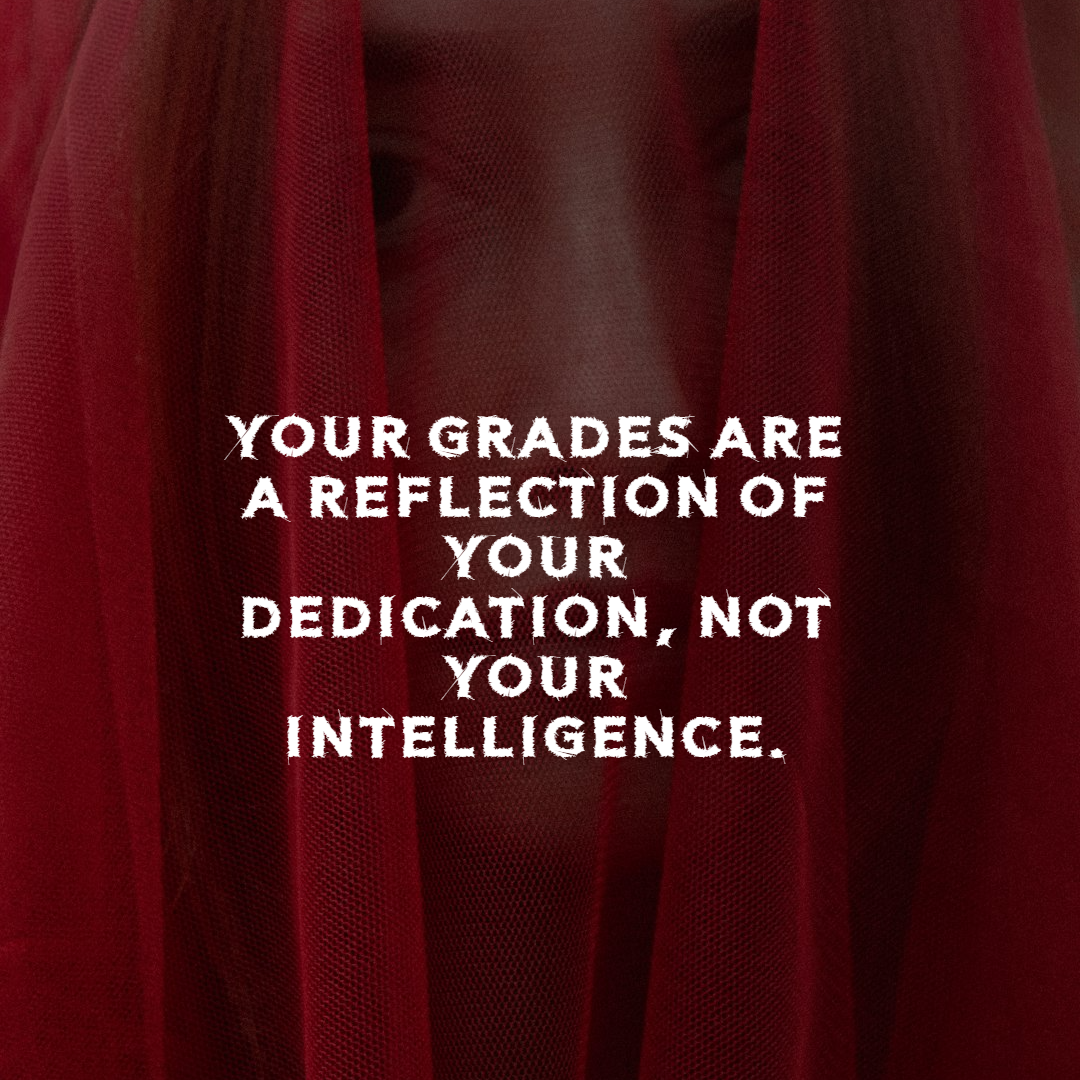 YOUR GRADES ARE
A REFLECTION OF
YOUR
DEDICATION, NOT
YOUR
INTELLIGENCE.